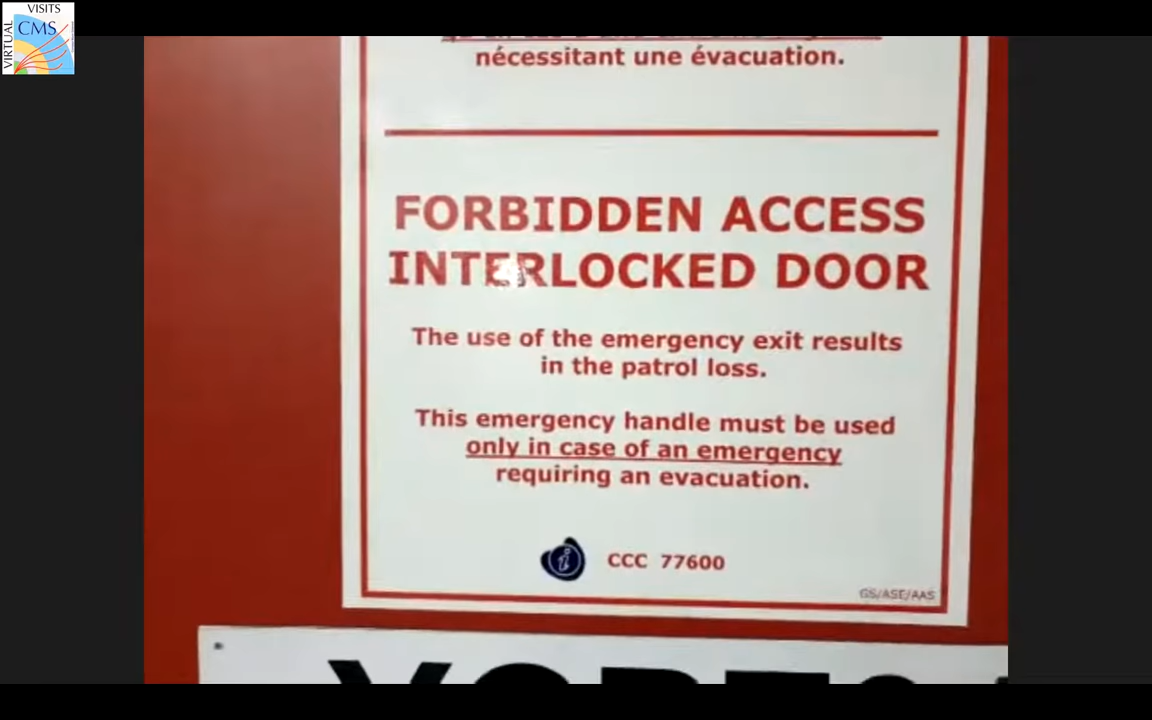 VISITS
VIRTUAL
CMS
nécessitant une évacuation.
FORBIDDEN ACCESS
INTERLOCKED DOOR
The use of the emergency exit results
in the patrol loss.
This emergency handle must be used
only in case of an emergency
requiring an evacuation.
i CCC 77600
GS/ASE/AAS